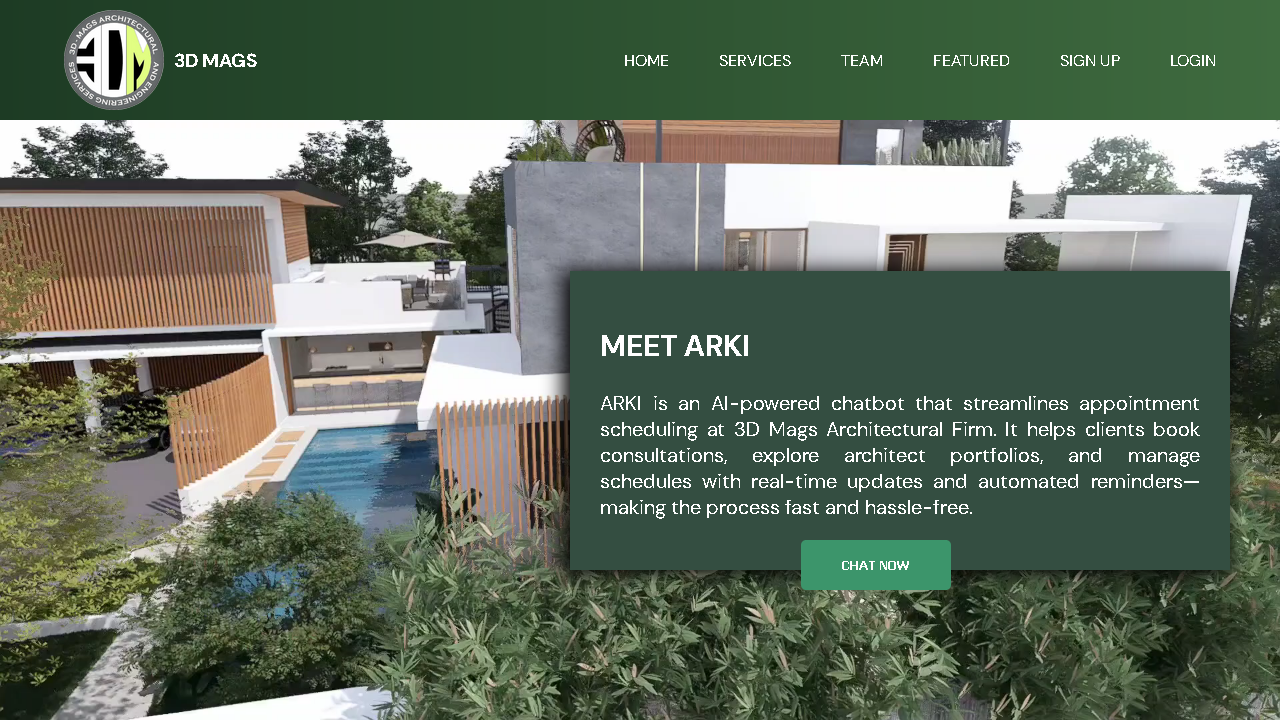 3D MAGS ARCHITECTURAL AND ENGINEERING SERVICES
3DM
3D MAGS
HOME
SERVICES
TEAM
FEATURED
SIGN UP
LOGIN
MEET ARKI
ARKI is an AI-powered chatbot that streamlines appointment
scheduling at 3D Mags Architectural Firm. It helps clients book
consultations, explore architect portfolios, and manage
schedules with real-time updates and automated reminders—
making the process fast and hassle-free.
CHAT NOW